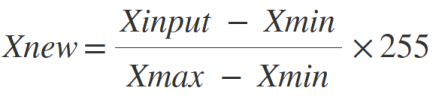 Xnew = Xinput − Xmin / Xmax − Xmin × 255